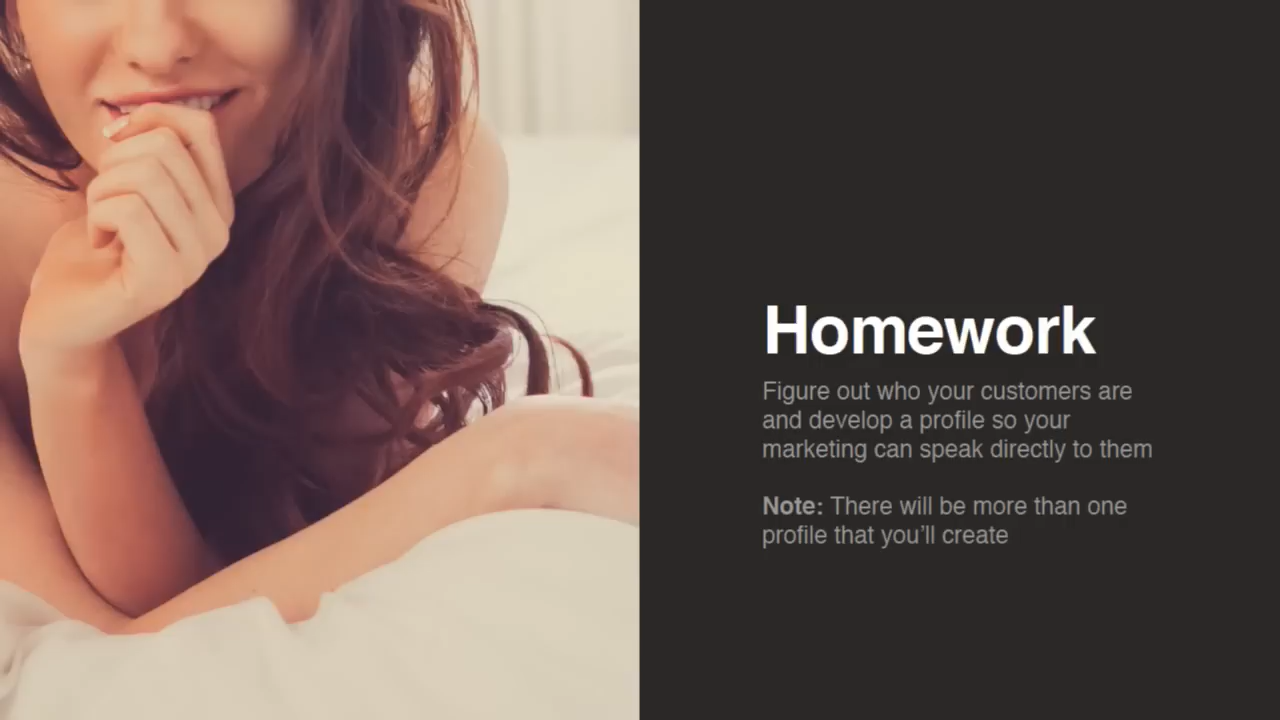 Homework
Figure out who your customers are
and develop a profile so your
marketing can speak directly to them
Note: There will be more than one
profile that you’ll create